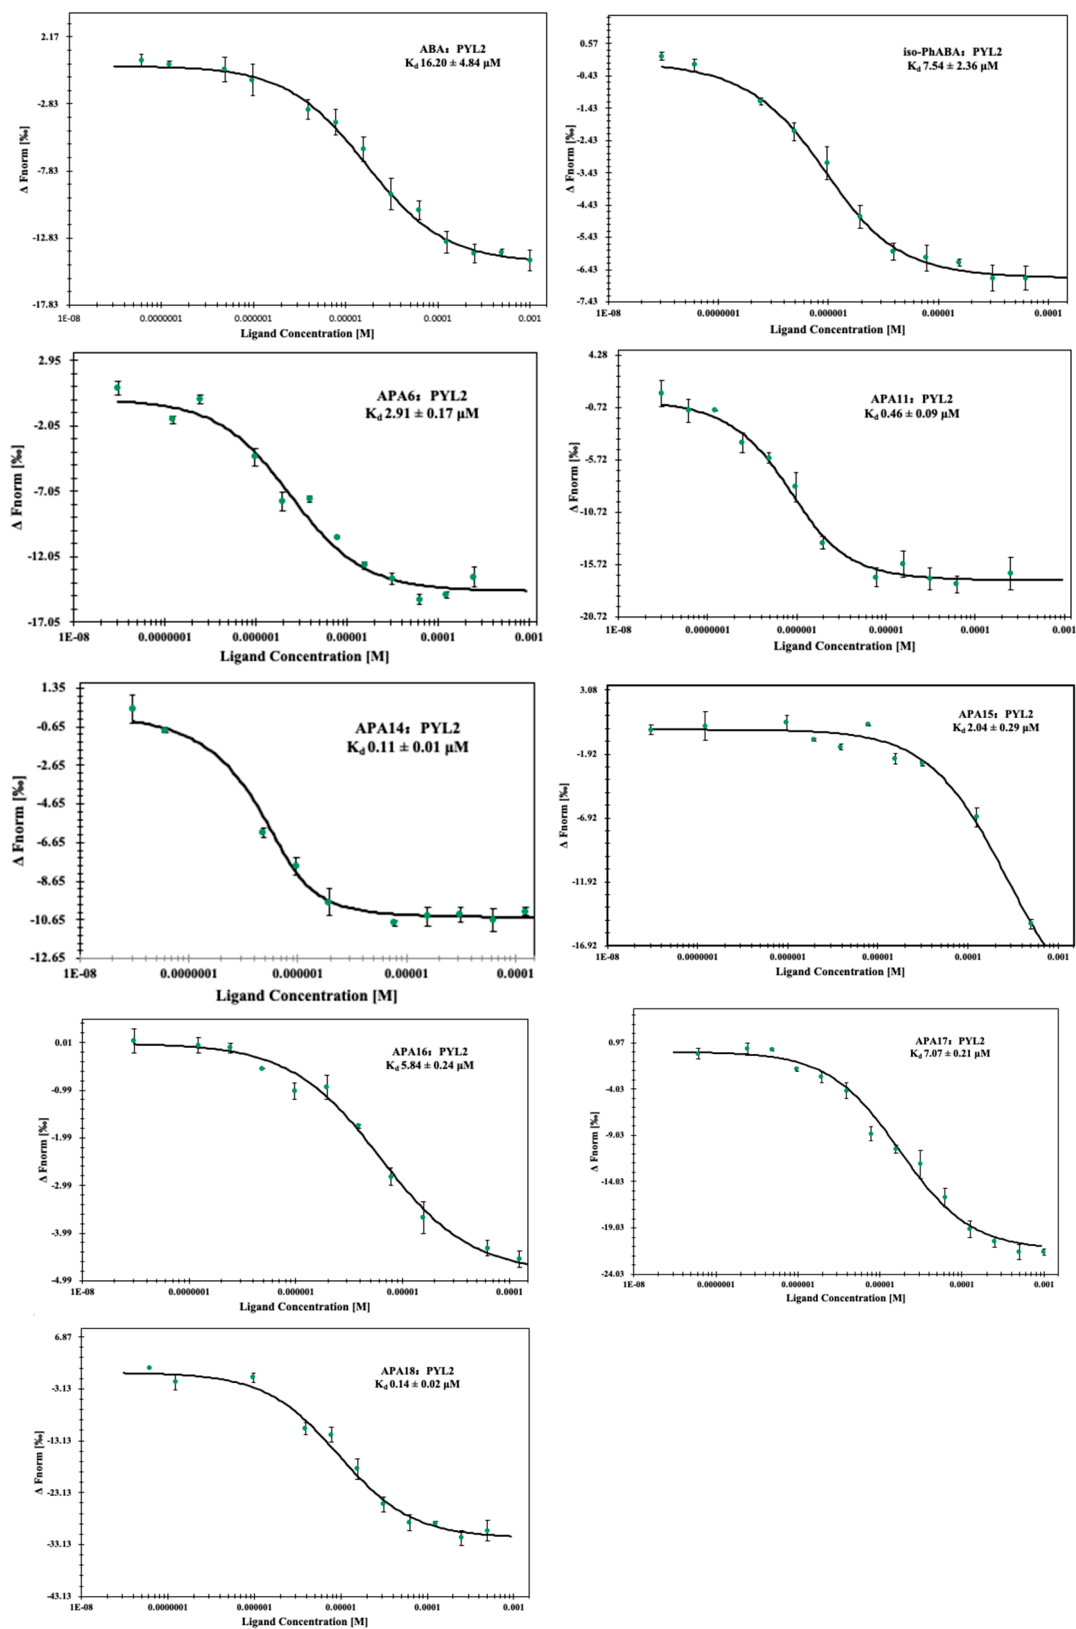 2.17
-2.83
-7.83
-12.83
-17.83
Δ Fnorm [‰]
ABA: PYL2
Kd 16.20 ± 4.84 μM
1E-08 0.0000001 0.000001 0.00001 0.0001 0.001
Ligand Concentration [M]
0.57
-0.43
-1.43
-2.43
-3.43
-4.43
-5.43
-6.43
-7.43
Δ Fnorm [‰]
iso-PhABA: PYL2
Kd 7.54 ± 2.36 μM
1E-08 0.0000001 0.000001 0.00001 0.0001
Ligand Concentration [M]
2.95
-2.05
-7.05
-12.05
-17.05
Δ Fnorm [‰]
APA6: PYL2
Kd 2.91 ± 0.17 μM
1E-08 0.0000001 0.000001 0.00001 0.0001 0.001
Ligand Concentration [M]
4.28
-0.72
-5.72
-10.72
-15.72
-20.72
Δ Fnorm [‰]
APA11: PYL2
Kd 0.46 ± 0.09 μM
1E-08 0.0000001 0.000001 0.00001 0.0001 0.001
Ligand Concentration [M]
1.35
-0.65
-2.65
-4.65
-6.65
-8.65
-10.65
-12.65
Δ Fnorm [‰]
APA14: PYL2
Kd 0.11 ± 0.01 μM
1E-08 0.0000001 0.000001 0.00001 0.0001
Ligand Concentration [M]
3.08
-1.92
-6.92
-11.92
-16.92
Δ Fnorm [‰]
APA15: PYL2
Kd 2.04 ± 0.29 μM
1E-08 0.0000001 0.000001 0.00001 0.0001 0.001
Ligand Concentration [M]
0.01
-0.99
-1.99
-2.99
-3.99
-4.99
Δ Fnorm [‰]
APA16: PYL2
Kd 5.84 ± 0.24 μM
1E-08 0.0000001 0.000001 0.00001 0.0001
Ligand Concentration [M]
0.97
-4.03
-9.03
-14.03
-19.03
-24.03
Δ Fnorm [‰]
APA17: PYL2
Kd 7.07 ± 0.21 μM
1E-08 0.0000001 0.000001 0.00001 0.0001 0.001
Ligand Concentration [M]
6.87
-3.13
-13.13
-23.13
-33.13
-43.13
Δ Fnorm [‰]
APA18: PYL2
Kd 0.14 ± 0.02 μM
1E-08 0.0000001 0.000001 0.00001 0.0001 0.001
Ligand Concentration [M]